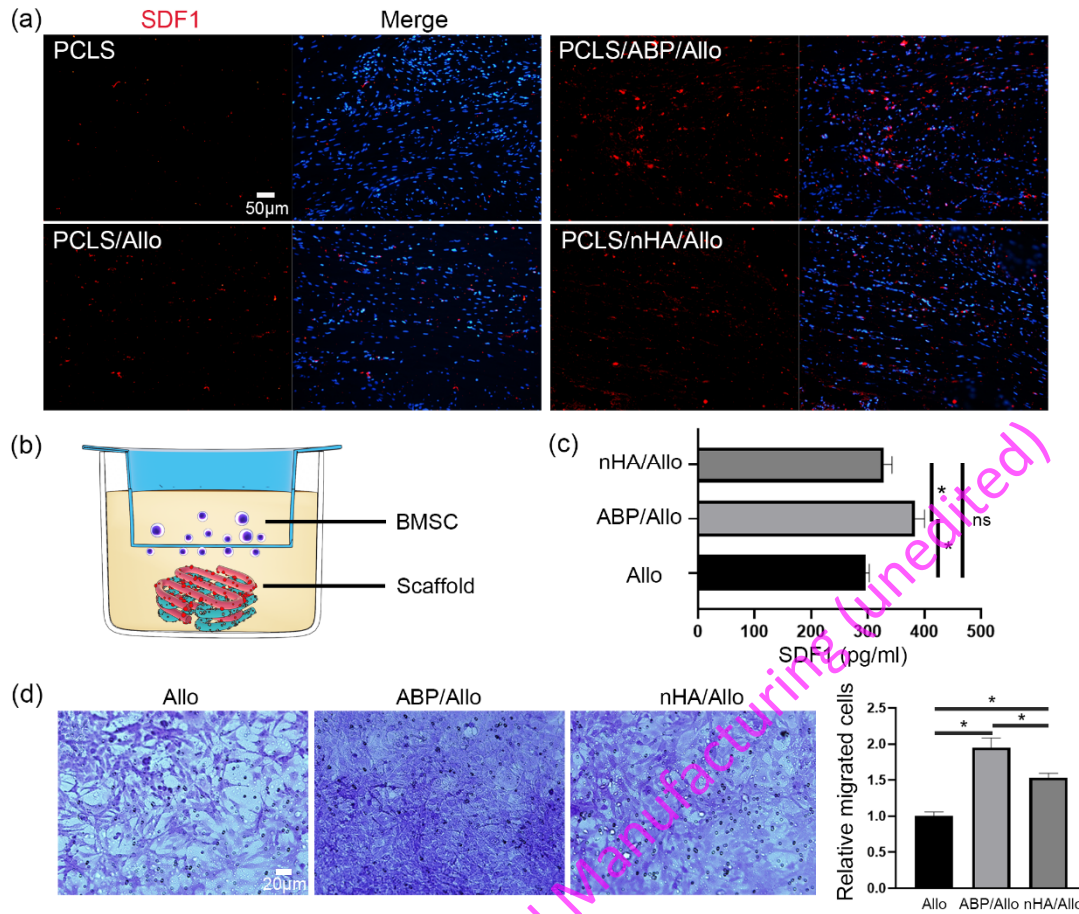 (a)
SDF1 Merge
PCLS
50µm
PCLS/ABP/Allo
PCLS/Allo
PCLS/nHA/Allo
(b)
BMSC
Scaffold
(c)
nHA/Allo
ABP/Allo
Allo
*
*
ns
0 100 200 300 400 500
SDF1 (pg/ml)
(d)
Allo ABP/Allo nHA/Allo
20µm
Relative migrated cells
2.5
2.0
1.5
1.0
0.5
0.0
*
* *
Allo ABP/Allo nHA/Allo
Manufacturing (unedited)